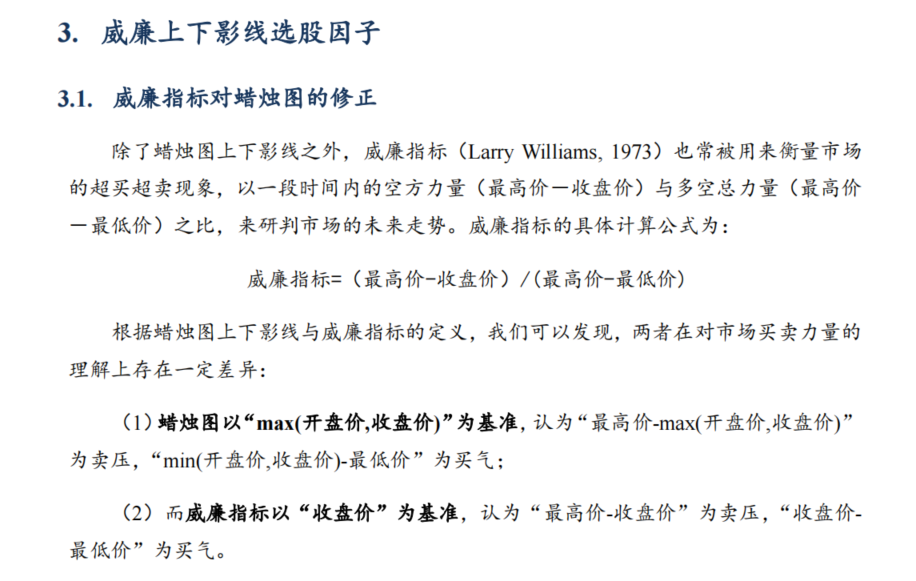 3. 威廉上下影线选股因子
3.1. 威廉指标对蜡烛图的修正
除了蜡烛图上下影线之外，威廉指标（Larry Williams, 1973）也常被用来衡量市场
的超买超卖现象，以一段时间内的空方力量（最高价－收盘价）与多空总力量（最高价
－最低价）之比，来研判市场的未来走势。威廉指标的具体计算公式为：
威廉指标=（最高价-收盘价）/(最高价-最低价)
根据蜡烛图上下影线与威廉指标的定义，我们可以发现，两者在对市场买卖力量的
理解上存在一定差异：
（1）蜡烛图以“max(开盘价,收盘价)”为基准，认为“最高价-max(开盘价,收盘价)”
为卖压，“min(开盘价,收盘价)-最低价”为买气；
（2）而威廉指标以“收盘价”为基准，认为“最高价-收盘价”为卖压，“收盘价-
最低价”为买气。